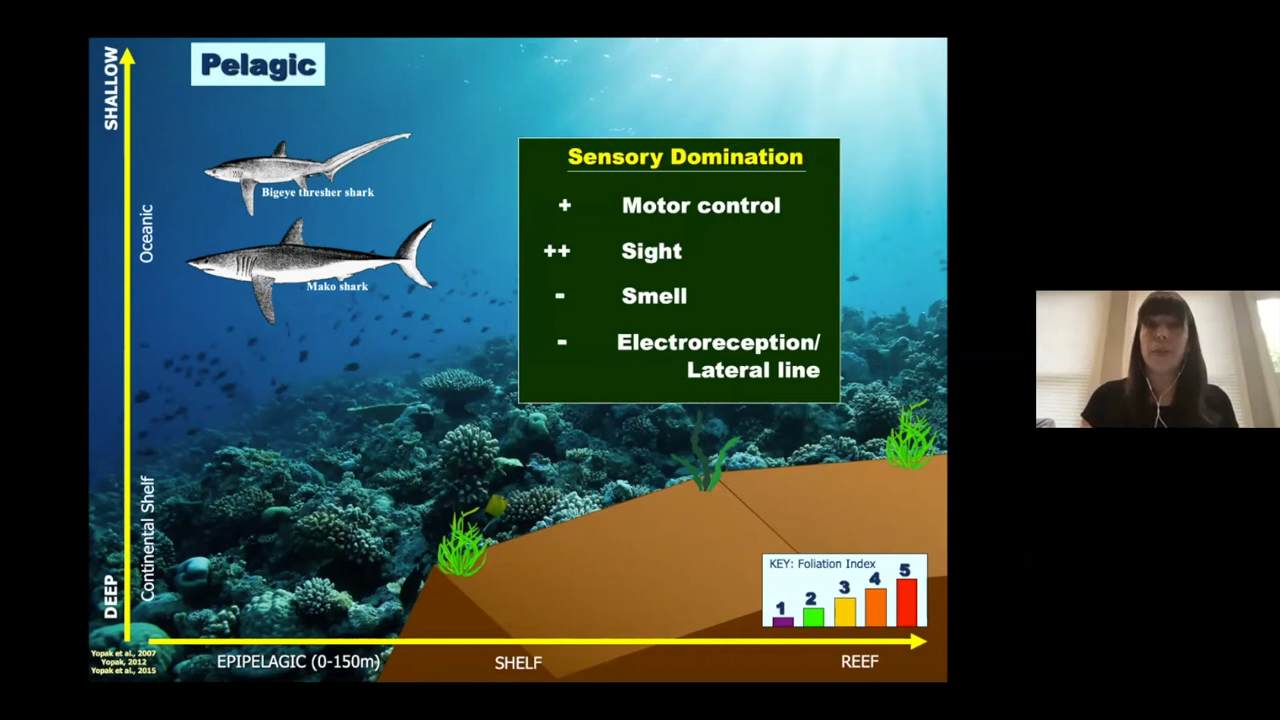 Pelagic
SHALLOW
Oceanic
Continental Shelf
DEEP
Bigeye thresher shark
Mako shark
Sensory Domination
+ Motor control
++ Sight
- Smell
- Electroreception/
Lateral line
KEY: Foliation Index
1 2 3 4 5
Yopak et al., 2007
Yopak, 2012
Yopak et al., 2015
EPIPELAGIC (0-150m)
SHELF
REEF